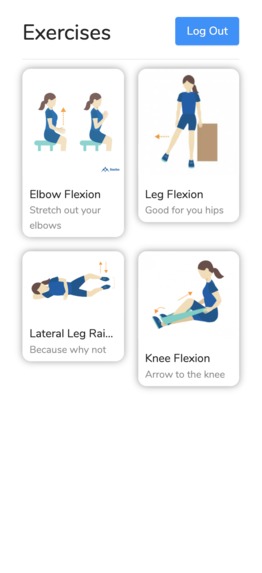 Exercises
Log Out
Elbow Flexion
Stretch out your
elbows
Leg Flexion
Good for you hips
Lateral Leg Rai...
Because why not
Knee Flexion
Arrow to the knee